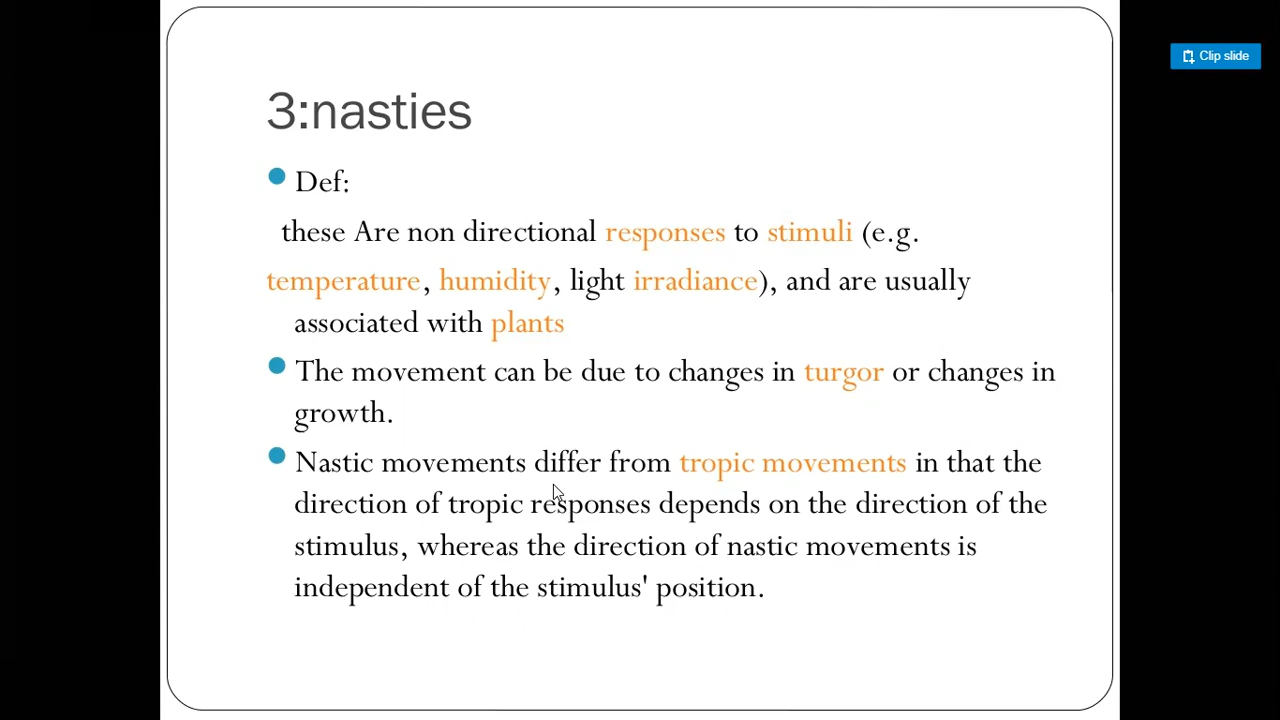 Clip slide
3:nasties
Def:
these Are non directional responses to stimuli (e.g.
temperature, humidity, light irradiance), and are usually
associated with plants
The movement can be due to changes in turgor or changes in
growth.
Nastic movements differ from tropic movements in that the
direction of tropic responses depends on the direction of the
stimulus, whereas the direction of nastic movements is
independent of the stimulus' position.